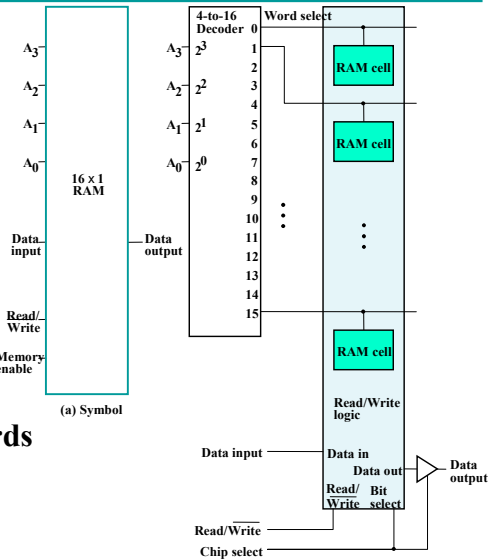 A3
A2
A1
A0
16 x 1
RAM
Data
input
Data
output
Read/
Write
Memory
enable
(a) Symbol
rds
4-to-16
Decoder
A3 2^3
A2 2^2
A1 2^1
A0 2^0
0
1
2
3
4
5
6
7
8
9
10
11
12
13
14
15
Word select
RAM cell
RAM cell
RAM cell
Read/Write
logic
Data input
Data in
Data out
Data
output
Read/
Write
Bit
select
Read/Write
Chip select